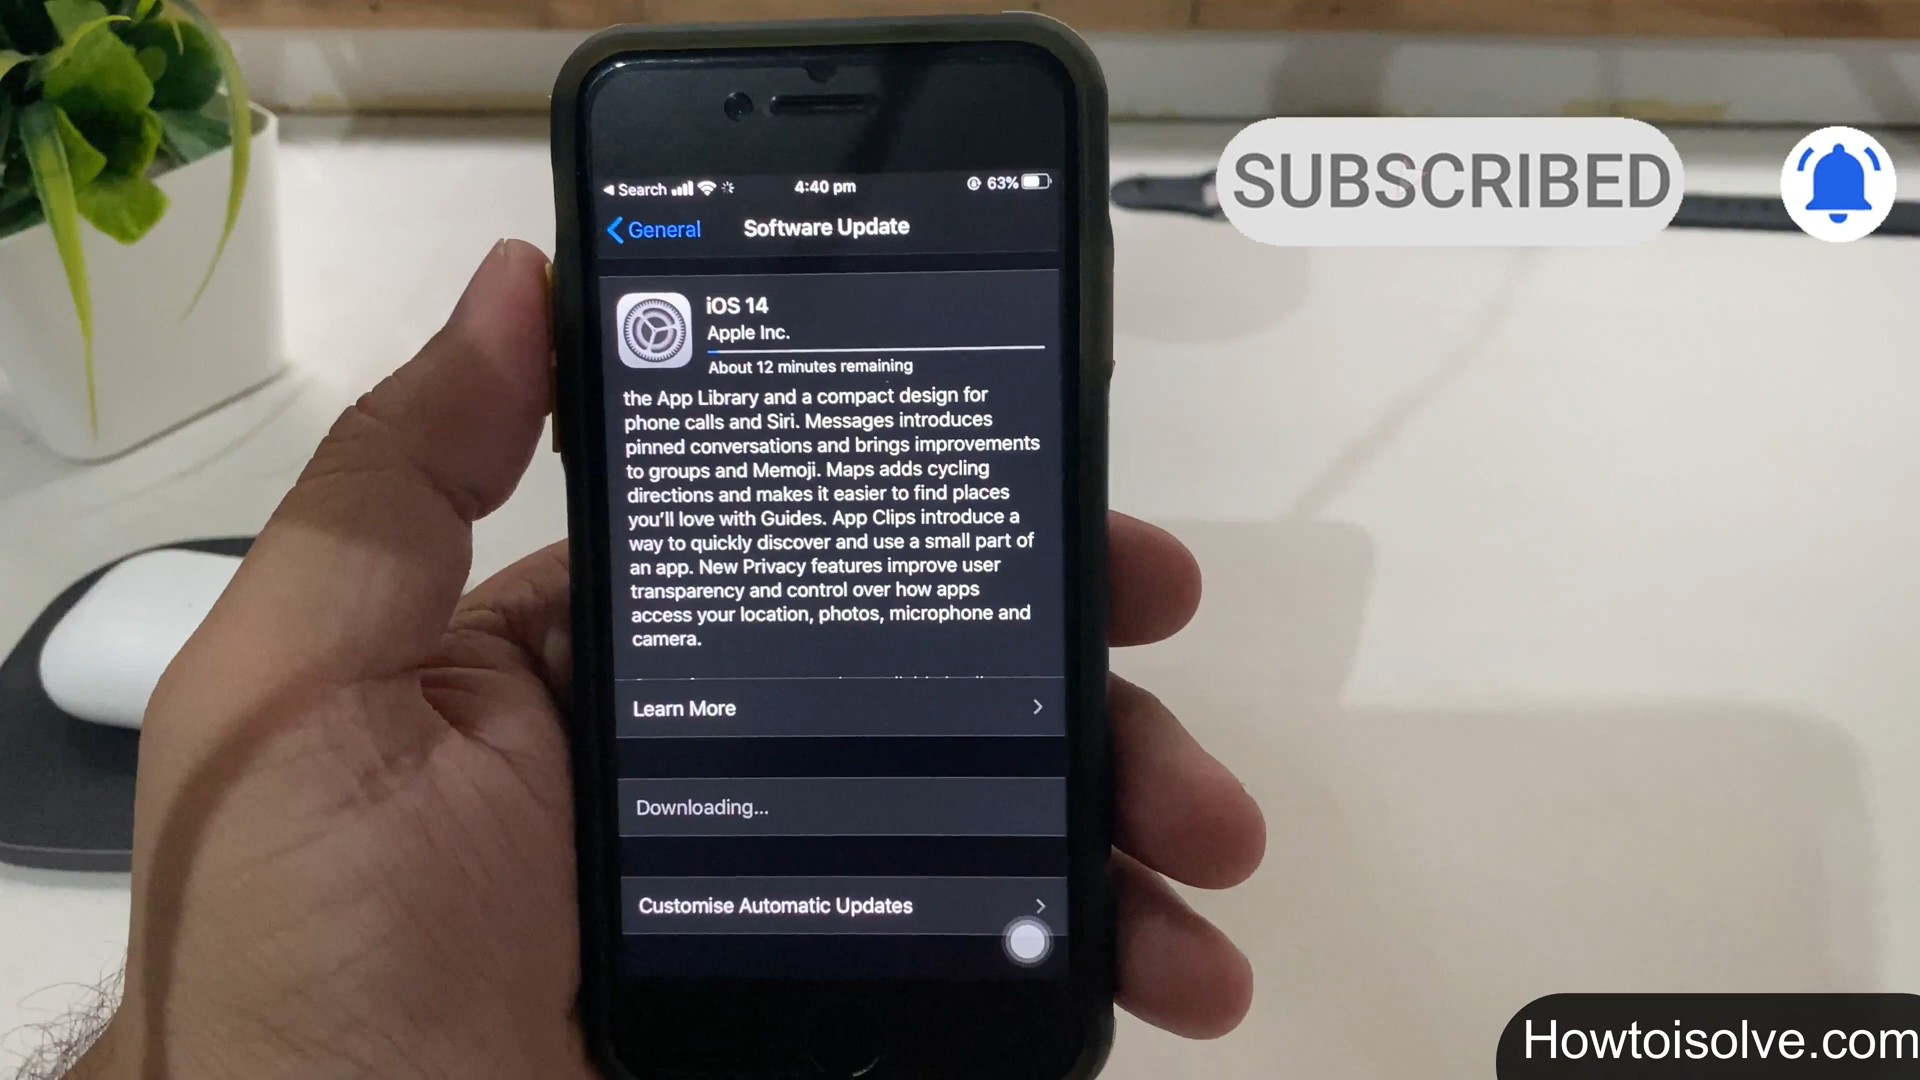 Search 4:40 pm 63%
General Software Update
SUBSCRIBED
iOS 14
Apple Inc.
About 12 minutes remaining
the App Library and a compact design for
phone calls and Siri. Messages introduces
pinned conversations and brings improvements
to groups and Memoji. Maps adds cycling
directions and makes it easier to find places
you’ll love with Guides. App Clips introduce a
way to quickly discover and use a small part of
an app. New Privacy features improve user
transparency and control over how apps
access your location, photos, microphone and
camera.
Learn More
Downloading...
Customise Automatic Updates
Howtoisolve.com